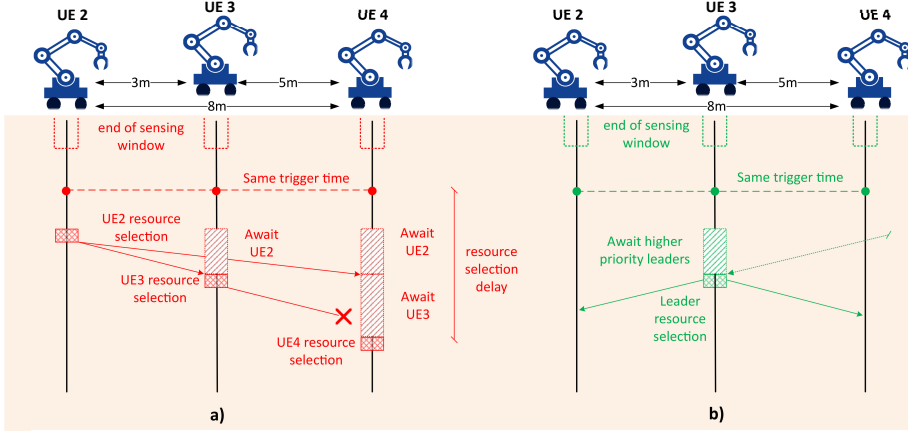 UE 2
UE 3
UE 4
3m
5m
8m
end of sensing
window
Same trigger time
UE2 resource
selection
Await
UE2
UE3 resource
selection
Await
UE2
Await
UE3
UE4 resource
selection
resource
selection
delay
a)
UE 2
UE 3
UE 4
3m
5m
8m
end of sensing
window
Same trigger time
Await higher
priority leaders
Leader
resource
selection
b)